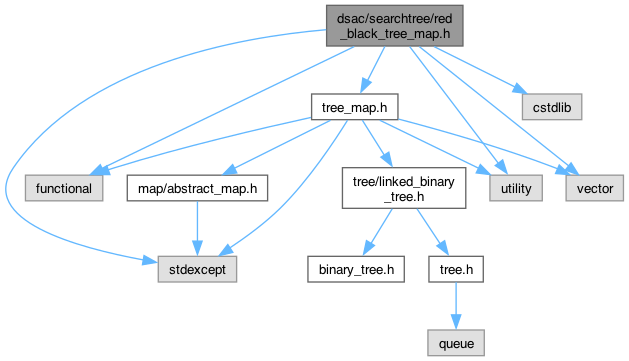 dsac/searchtree/red
_black_tree_map.h
tree_map.h
cstdlib
functional
map/abstract_map.h
tree/linked_binary
_tree.h
utility
vector
stdexcept
binary_tree.h
tree.h
queue